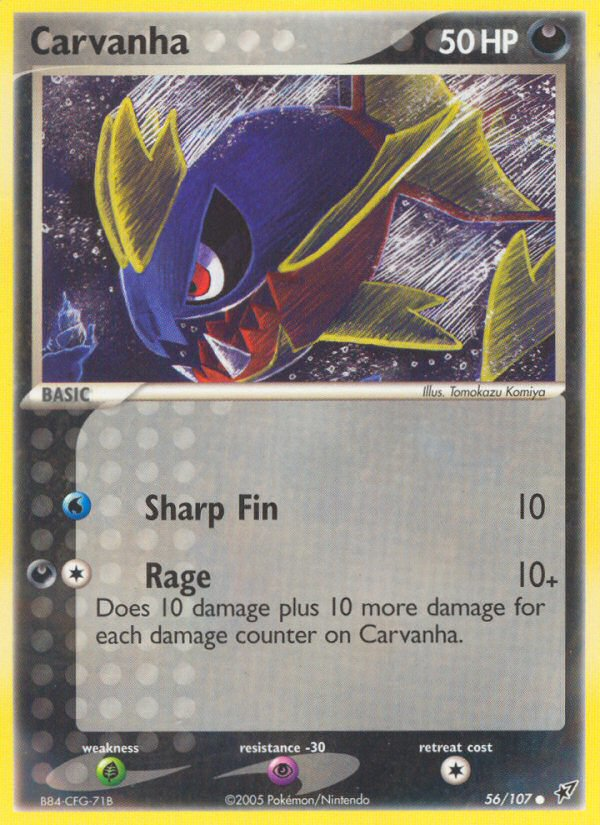 Carvanha
50 HP
BASIC
Illus. Tomokazu Komiya
Sharp Fin 10
Rage 10+
Does 10 damage plus 10 more damage for
each damage counter on Carvanha.
weakness resistance -30 retreat cost
B84-CFG-71B ©2005 Pokémon/Nintendo 56/107